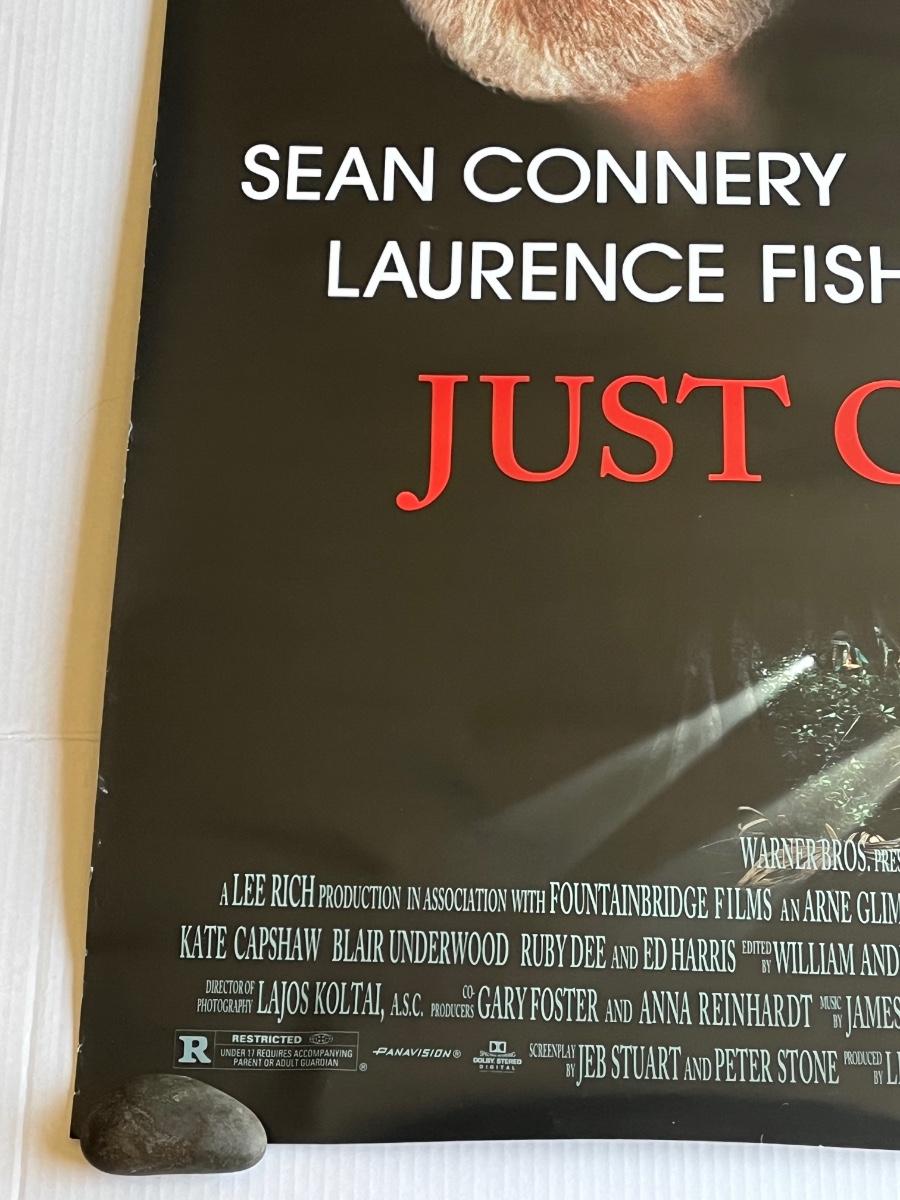 SEAN CONNERY
LAURENCE FISH
JUST C
WARNER BROS. PRES
A LEE RICH PRODUCTION IN ASSOCIATION WITH FOUNTAINBRIDGE FILMS AN ARNE GLIM
KATE CAPSHAW BLAIR UNDERWOOD RUBY DEE AND ED HARRIS EDITED BY WILLIAM AND
DIRECTOR OF PHOTOGRAPHY LAJOS KOLTAI, A.S.C. CO-PRODUCERS GARY FOSTER AND ANNA REINHARDT MUSIC BY JAMES
R RESTRICTED
UNDER 17 REQUIRES ACCOMPANYING
PARENT OR ADULT GUARDIAN ®
PANAVISION®
DOLBY STEREO
DIGITAL
SCREENPLAY BY JEB STUART AND PETER STONE PRODUCED BY L